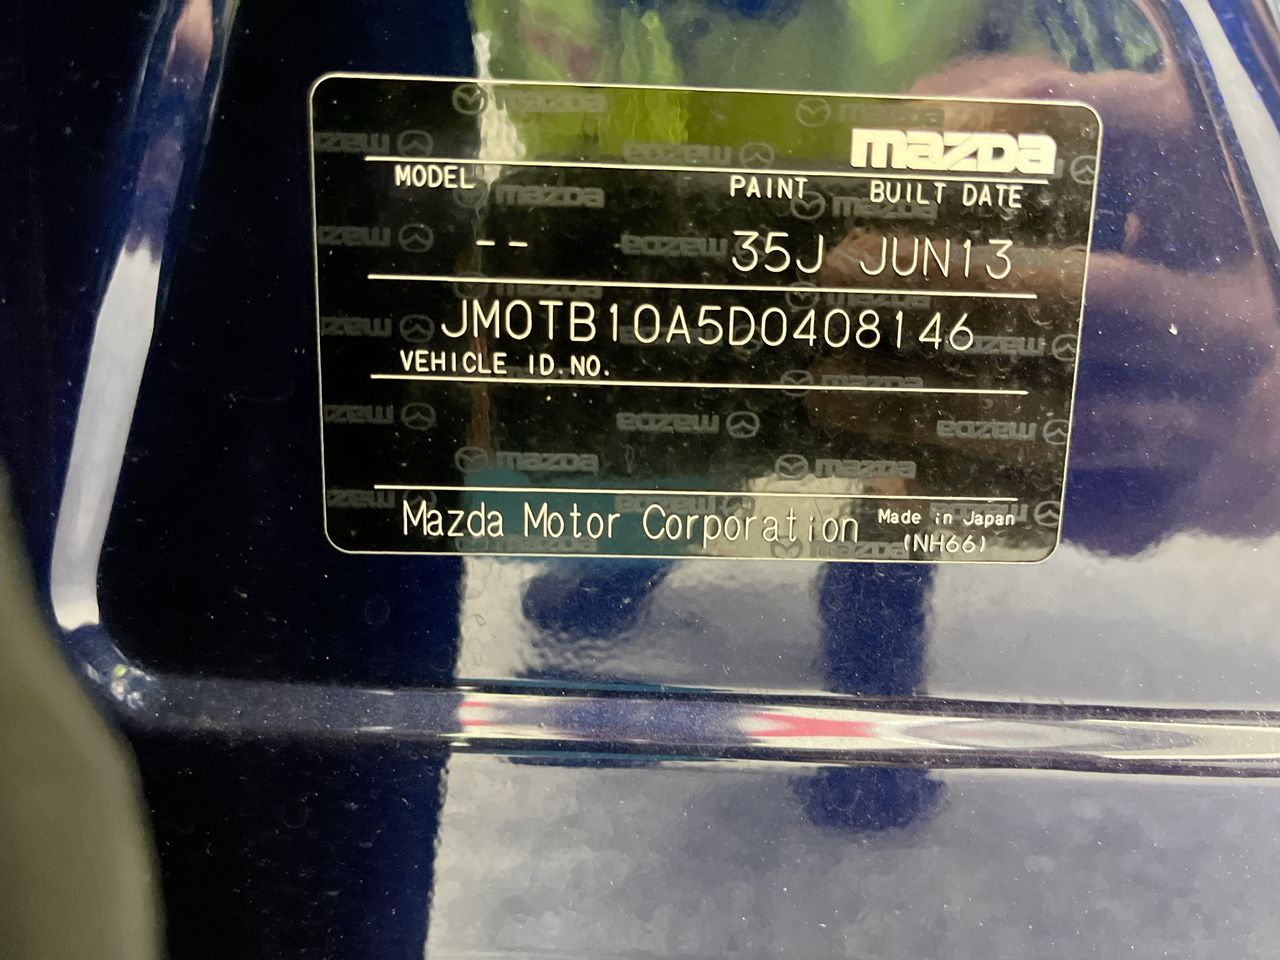 mazda
MODEL PAINT BUILT DATE
-- 35J JUN13
JM0TB10A5D0408146
VEHICLE ID.NO.
Mazda Motor Corporation Made in Japan
(NH66)